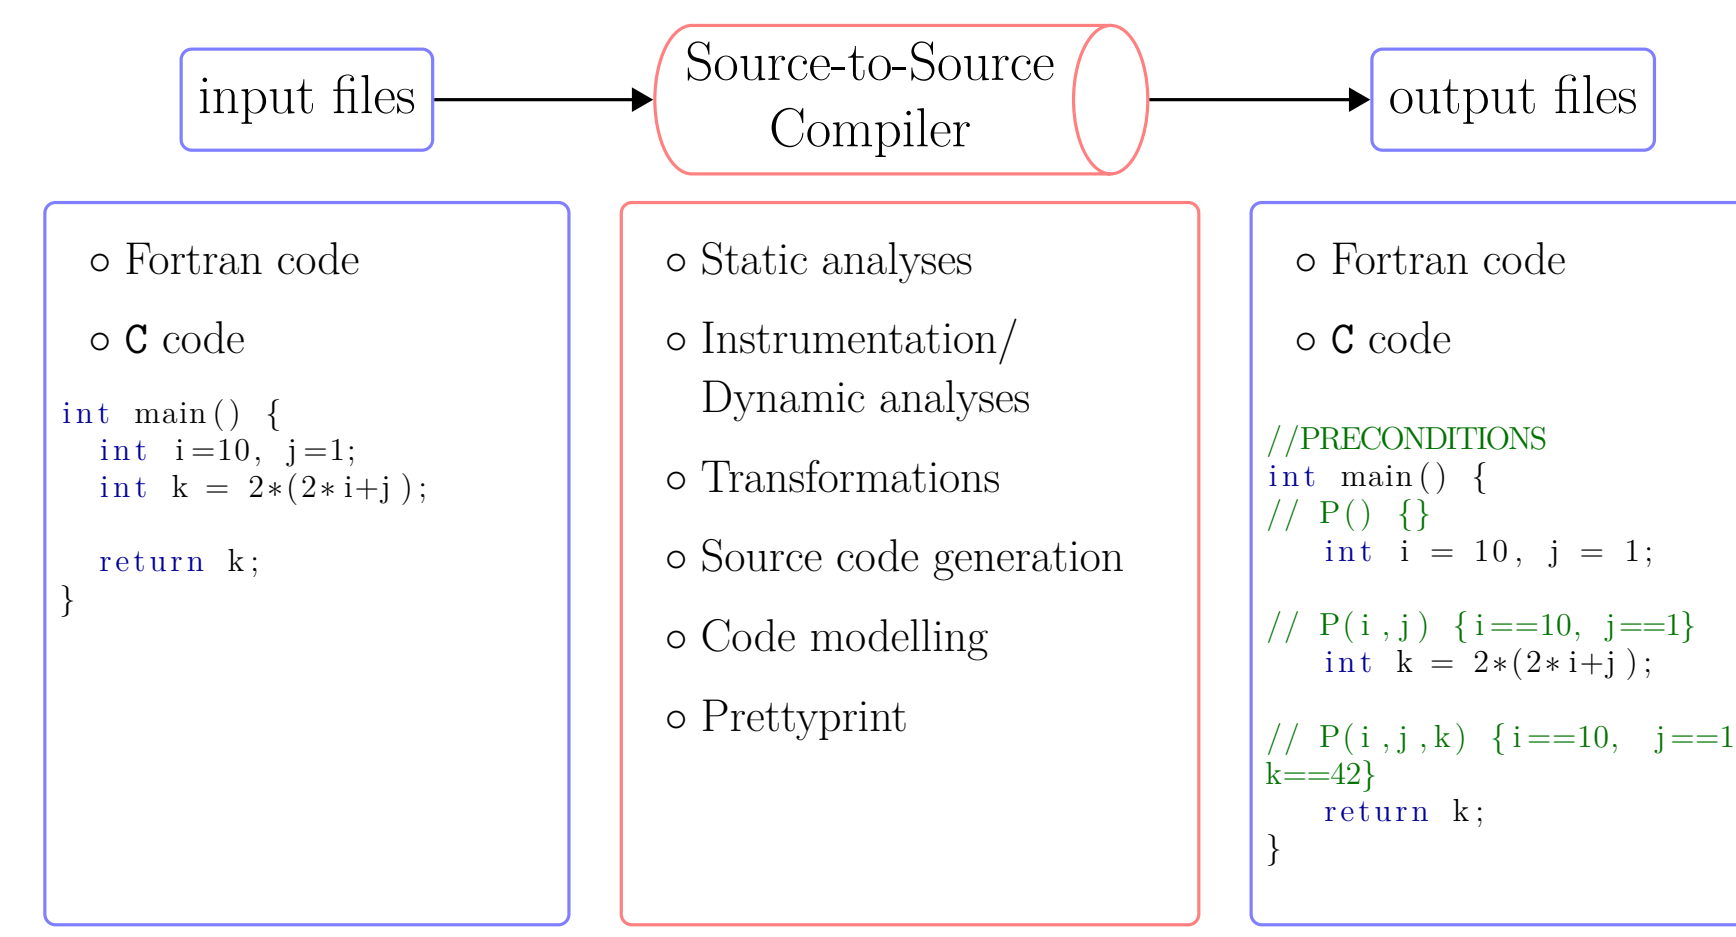 input files
Source-to-Source
Compiler
output files
○ Fortran code
○ C code
int main() {
  int i=10, j=1;
  int k = 2*(2*i+j);

  return k;
}
○ Static analyses
○ Instrumentation/
Dynamic analyses
○ Transformations
○ Source code generation
○ Code modelling
○ Prettyprint
○ Fortran code
○ C code
//PRECONDITIONS
int main() {
// P() {}
   int i = 10, j = 1;

// P(i,j) {i==10, j==1}
   int k = 2*(2*i+j);

// P(i,j,k) {i==10, j==1
k==42}
   return k;
}